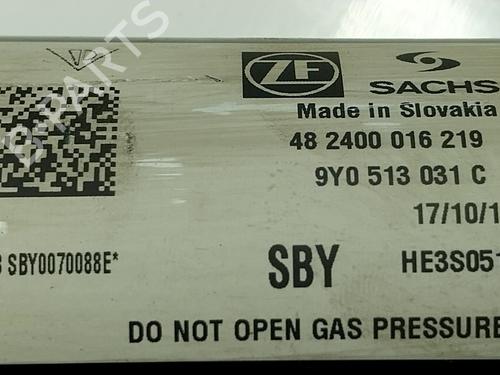 ZF SACHS
Made in Slovakia
48 2400 016 219
9Y0 513 031 C
17/10/1
SBY0070088E*
SBY HE3S051
DO NOT OPEN GAS PRESSURE
B-PARTS